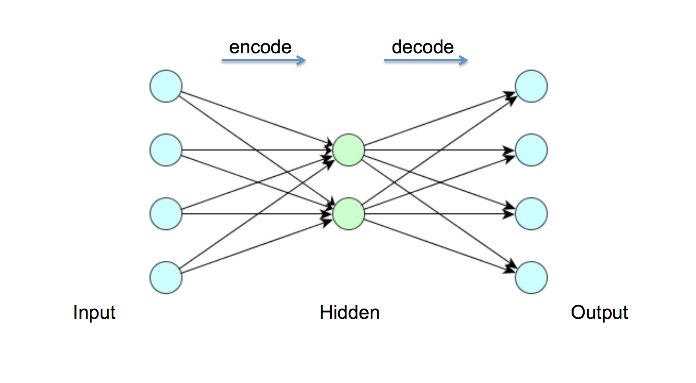 encode
decode
Input
Hidden
Output